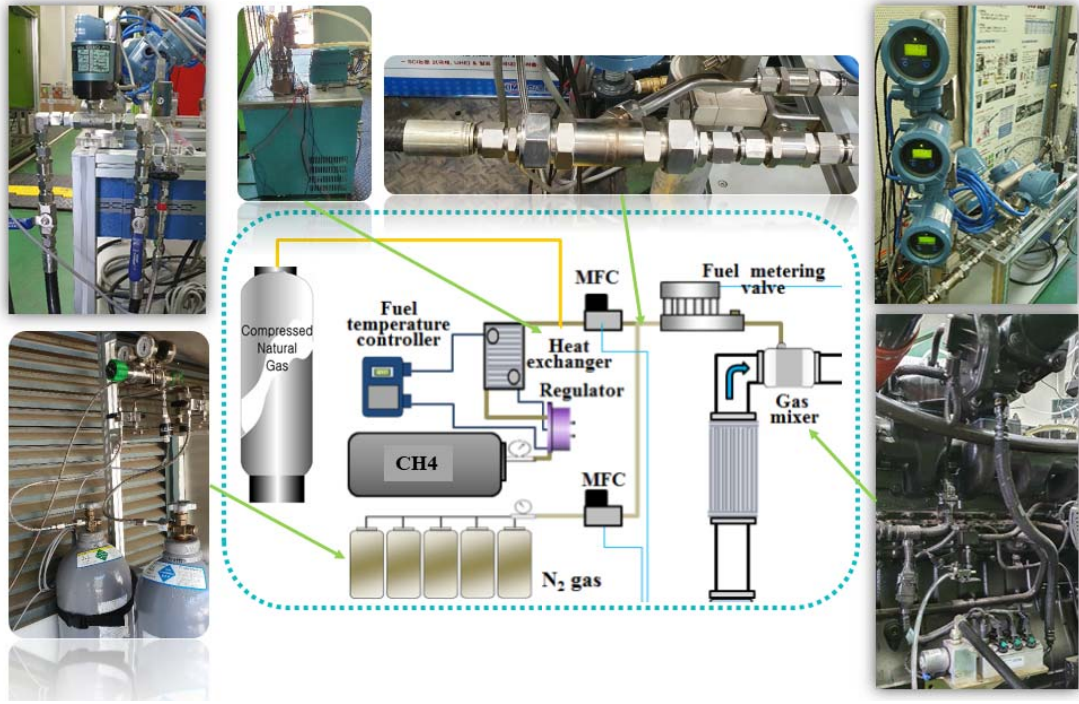 Compressed
Natural
Gas
Fuel
temperature
controller
MFC
Fuel metering
valve
Heat
exchanger
Regulator
Gas
mixer
CH4
MFC
N₂ gas